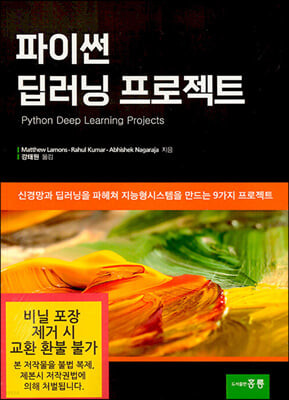 파이썬
딥러닝 프로젝트
Python Deep Learning Projects
Matthew Lamons·Rahul Kumar·Abhishek Nagaraja 지음
강태원 옮김
신경망과 딥러닝을 파헤쳐 지능형시스템을 만드는 9가지 프로젝트
비닐 포장
제거 시
교환 환불 불가
본 저작물을 불법 복제,
제본시 저작권법에
의해 처벌됩니다.
도서출판 홍릉